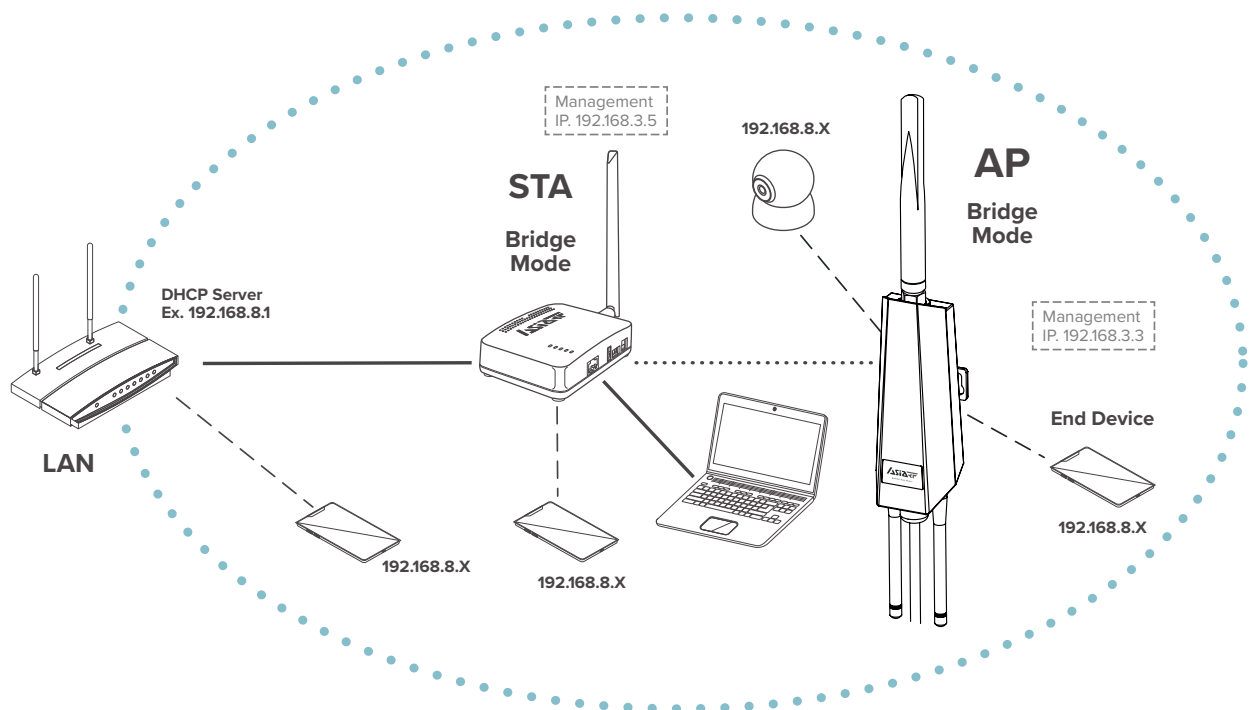 Management
IP. 192.168.3.5
192.168.8.X
AP
STA
Bridge
Mode
Bridge
Mode
DHCP Server
Ex. 192.168.8.1
Management
IP. 192.168.3.3
End Device
LAN
AsiaRF
AsiaRF
192.168.8.X
192.168.8.X
192.168.8.X